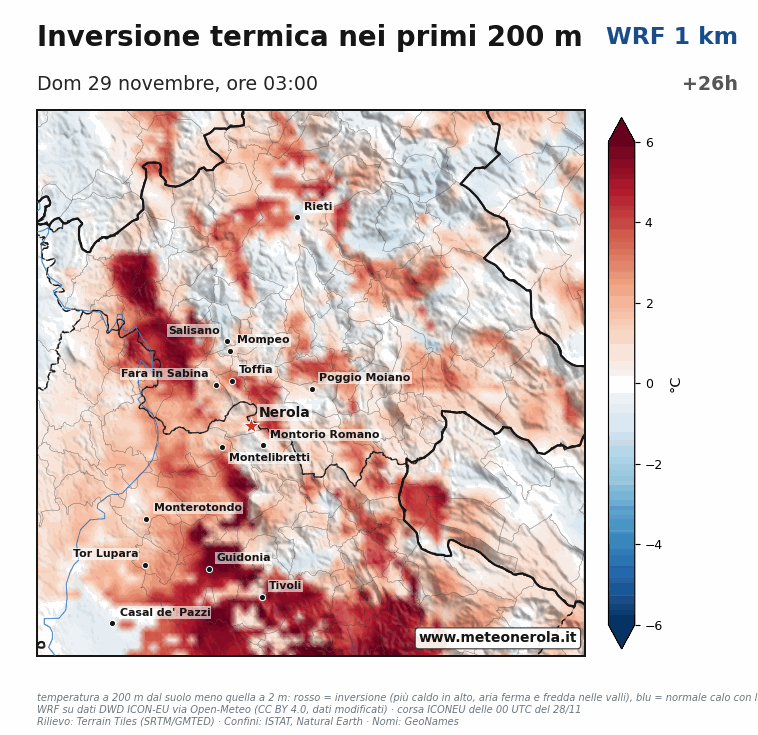 Inversione termica nei primi 200 m WRF 1 km
Dom 29 novembre, ore 03:00 +26h
6
4
2
0
−2
−4
−6
°C
Rieti
Salisano
Mompeo
Toffia
Fara in Sabina
Poggio Moiano
Nerola
Montorio Romano
Montelibretti
Monterotondo
Tor Lupara
Guidonia
Tivoli
Casal de' Pazzi
www.meteonerola.it
temperatura a 200 m dal suolo meno quella a 2 m: rosso = inversione (più caldo in alto, aria ferma e fredda nelle valli), blu = normale calo con l
WRF su dati DWD ICON-EU via Open-Meteo (CC BY 4.0, dati modificati) · corsa ICONEU delle 00 UTC del 28/11
Rilievo: Terrain Tiles (SRTM/GMTED) · Confini: ISTAT, Natural Earth · Nomi: GeoNames